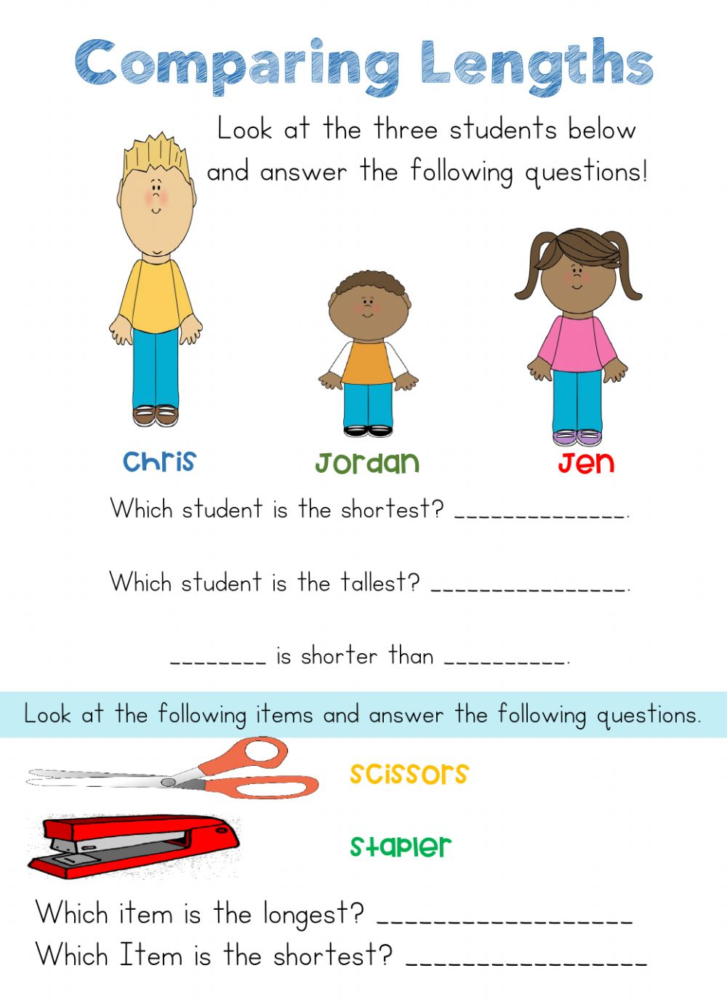 Comparing Lengths
Look at the three students below
and answer the following questions!
Chris
Jordan
Jen
Which student is the shortest? ______________.
Which student is the tallest? ________________.
________ is shorter than __________.
Look at the following items and answer the following questions.
scissors
stapler
Which item is the longest? __________________
Which Item is the shortest? _________________